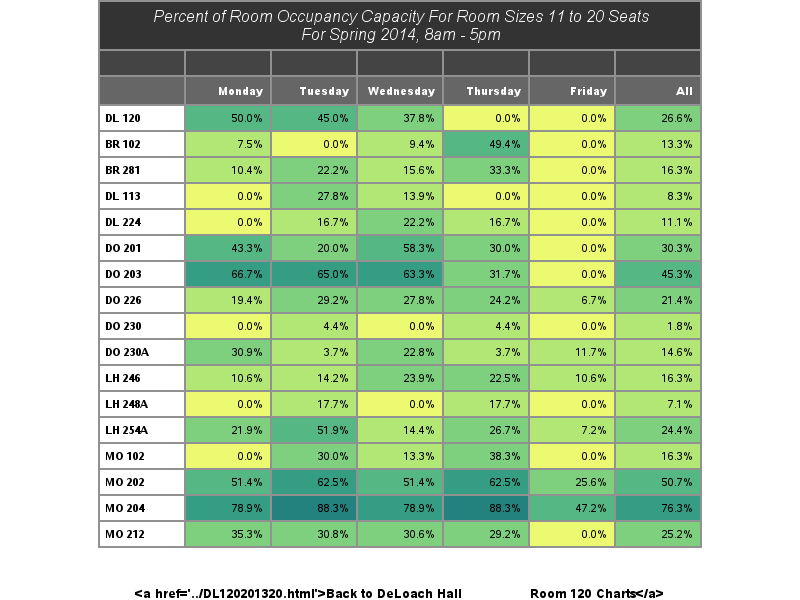 Percent of Room Occupancy Capacity For Room Sizes 11 to 20 Seats
For Spring 2014, 8am - 5pm
Monday Tuesday Wednesday Thursday Friday All
DL 120 50.0% 45.0% 37.8% 0.0% 0.0% 26.6%
BR 102 7.5% 0.0% 9.4% 49.4% 0.0% 13.3%
BR 281 10.4% 22.2% 15.6% 33.3% 0.0% 16.3%
DL 113 0.0% 27.8% 13.9% 0.0% 0.0% 8.3%
DL 224 0.0% 16.7% 22.2% 16.7% 0.0% 11.1%
DO 201 43.3% 20.0% 58.3% 30.0% 0.0% 30.3%
DO 203 66.7% 65.0% 63.3% 31.7% 0.0% 45.3%
DO 226 19.4% 29.2% 27.8% 24.2% 6.7% 21.4%
DO 230 0.0% 4.4% 0.0% 4.4% 0.0% 1.8%
DO 230A 30.9% 3.7% 22.8% 3.7% 11.7% 14.6%
LH 246 10.6% 14.2% 23.9% 22.5% 10.6% 16.3%
LH 248A 0.0% 17.7% 0.0% 17.7% 0.0% 7.1%
LH 254A 21.9% 51.9% 14.4% 26.7% 7.2% 24.4%
MO 102 0.0% 30.0% 13.3% 38.3% 0.0% 16.3%
MO 202 51.4% 62.5% 51.4% 62.5% 25.6% 50.7%
MO 204 78.9% 88.3% 78.9% 88.3% 47.2% 76.3%
MO 212 35.3% 30.8% 30.6% 29.2% 0.0% 25.2%
<a href='../DL120201320.html'>Back to DeLoach Hall Room 120 Charts</a>